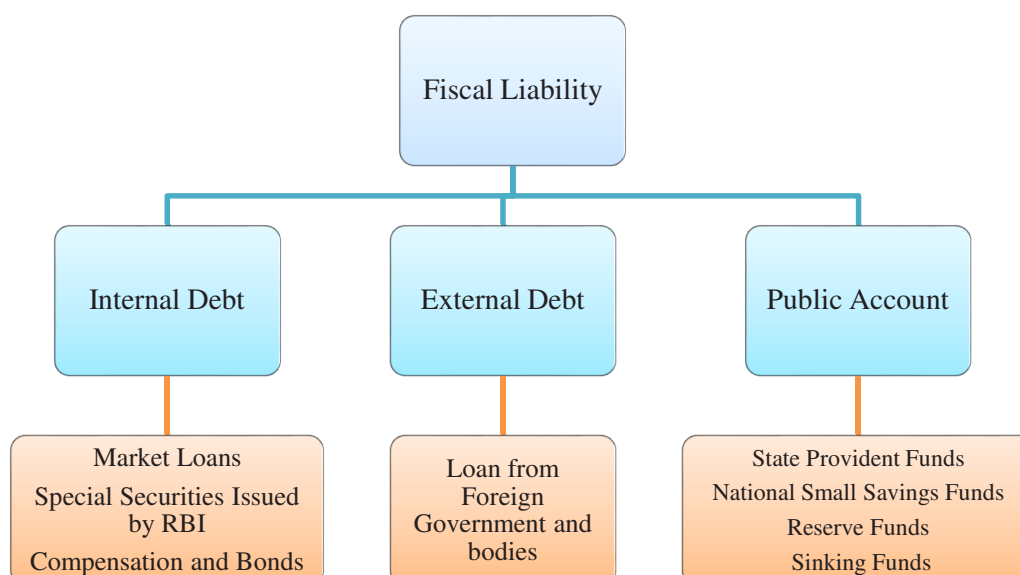 Fiscal Liability
Internal Debt
External Debt
Public Account
Market Loans
Special Securities Issued
by RBI
Compensation and Bonds
Loan from
Foreign
Government and
bodies
State Provident Funds
National Small Savings Funds
Reserve Funds
Sinking Funds